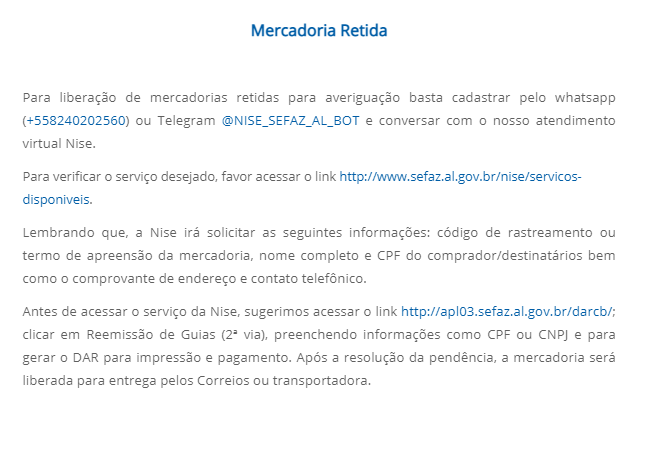 Mercadoria Retida
Para liberação de mercadorias retidas para averiguação basta cadastrar pelo whatsapp
(+558240202560) ou Telegram @NISE_SEFAZ_AL_BOT e conversar com o nosso atendimento
virtual Nise.
Para verificar o serviço desejado, favor acessar o link http://www.sefaz.al.gov.br/nise/servicos-
disponiveis.
Lembrando que, a Nise irá solicitar as seguintes informações: código de rastreamento ou
termo de apreensão da mercadoria, nome completo e CPF do comprador/destinatários bem
como o comprovante de endereço e contato telefônico.
Antes de acessar o serviço da Nise, sugerimos acessar o link http://apl03.sefaz.al.gov.br/darcb/;
clicar em Reemissão de Guias (2ª via), preenchendo informações como CPF ou CNPJ e para
gerar o DAR para impressão e pagamento. Após a resolução da pendência, a mercadoria será
liberada para entrega pelos Correios ou transportadora.